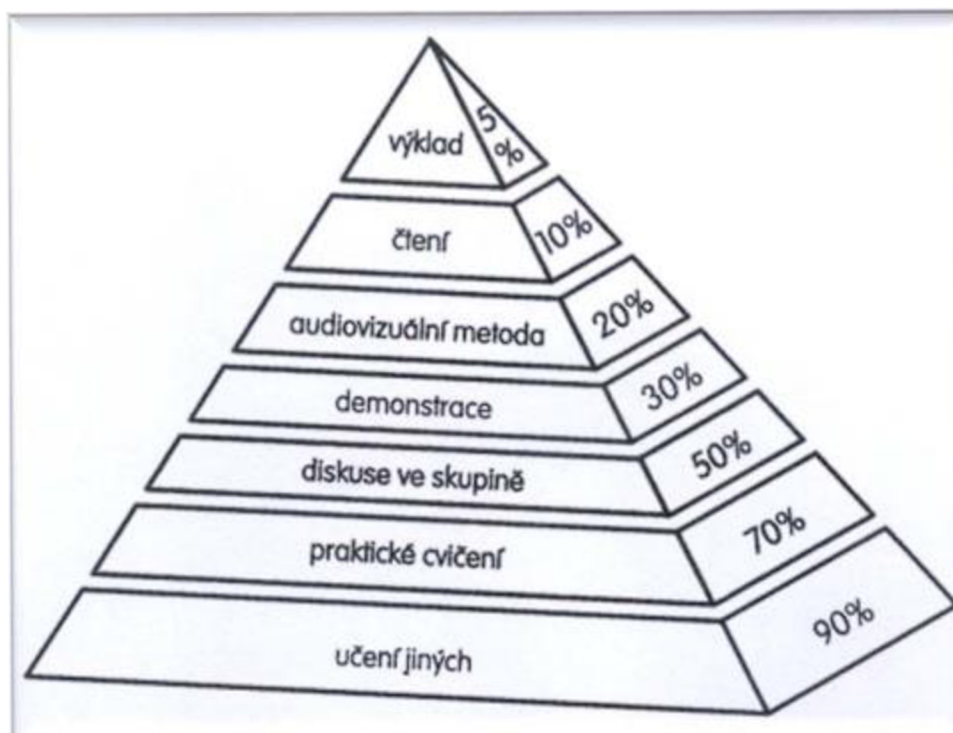 výklad 5 %
čtení 10%
audiovizuální metoda 20%
demonstrace 30%
diskuse ve skupině 50%
praktické cvičení 70%
učení jiných 90%